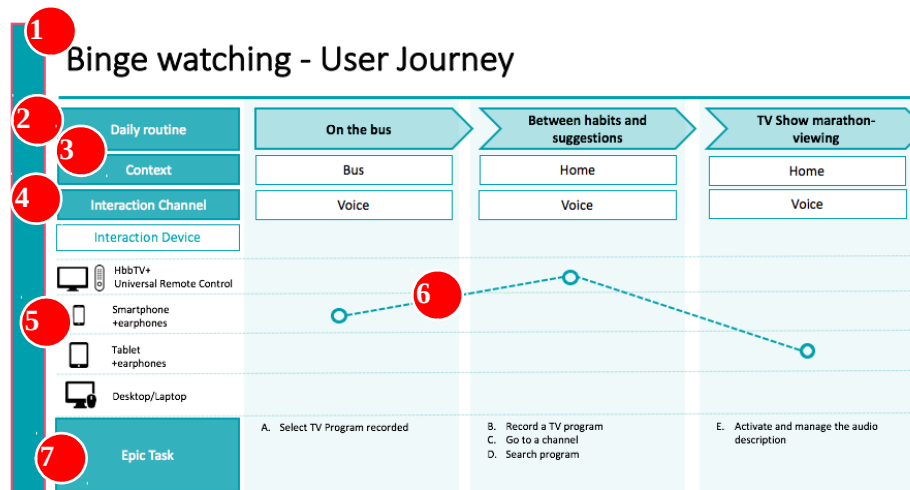 1
Binge watching - User Journey
2
Daily routine
On the bus
Between habits and
suggestions
TV Show marathon-
viewing
3
Context
Bus
Home
Home
4
Interaction Channel
Voice
Voice
Voice
Interaction Device
HbbTV+
Universal Remote Control
6
5
Smartphone
+earphones
Tablet
+earphones
Desktop/Laptop
7
Epic Task
A. Select TV Program recorded
B. Record a TV program
C. Go to a channel
D. Search program
E. Activate and manage the audio
description